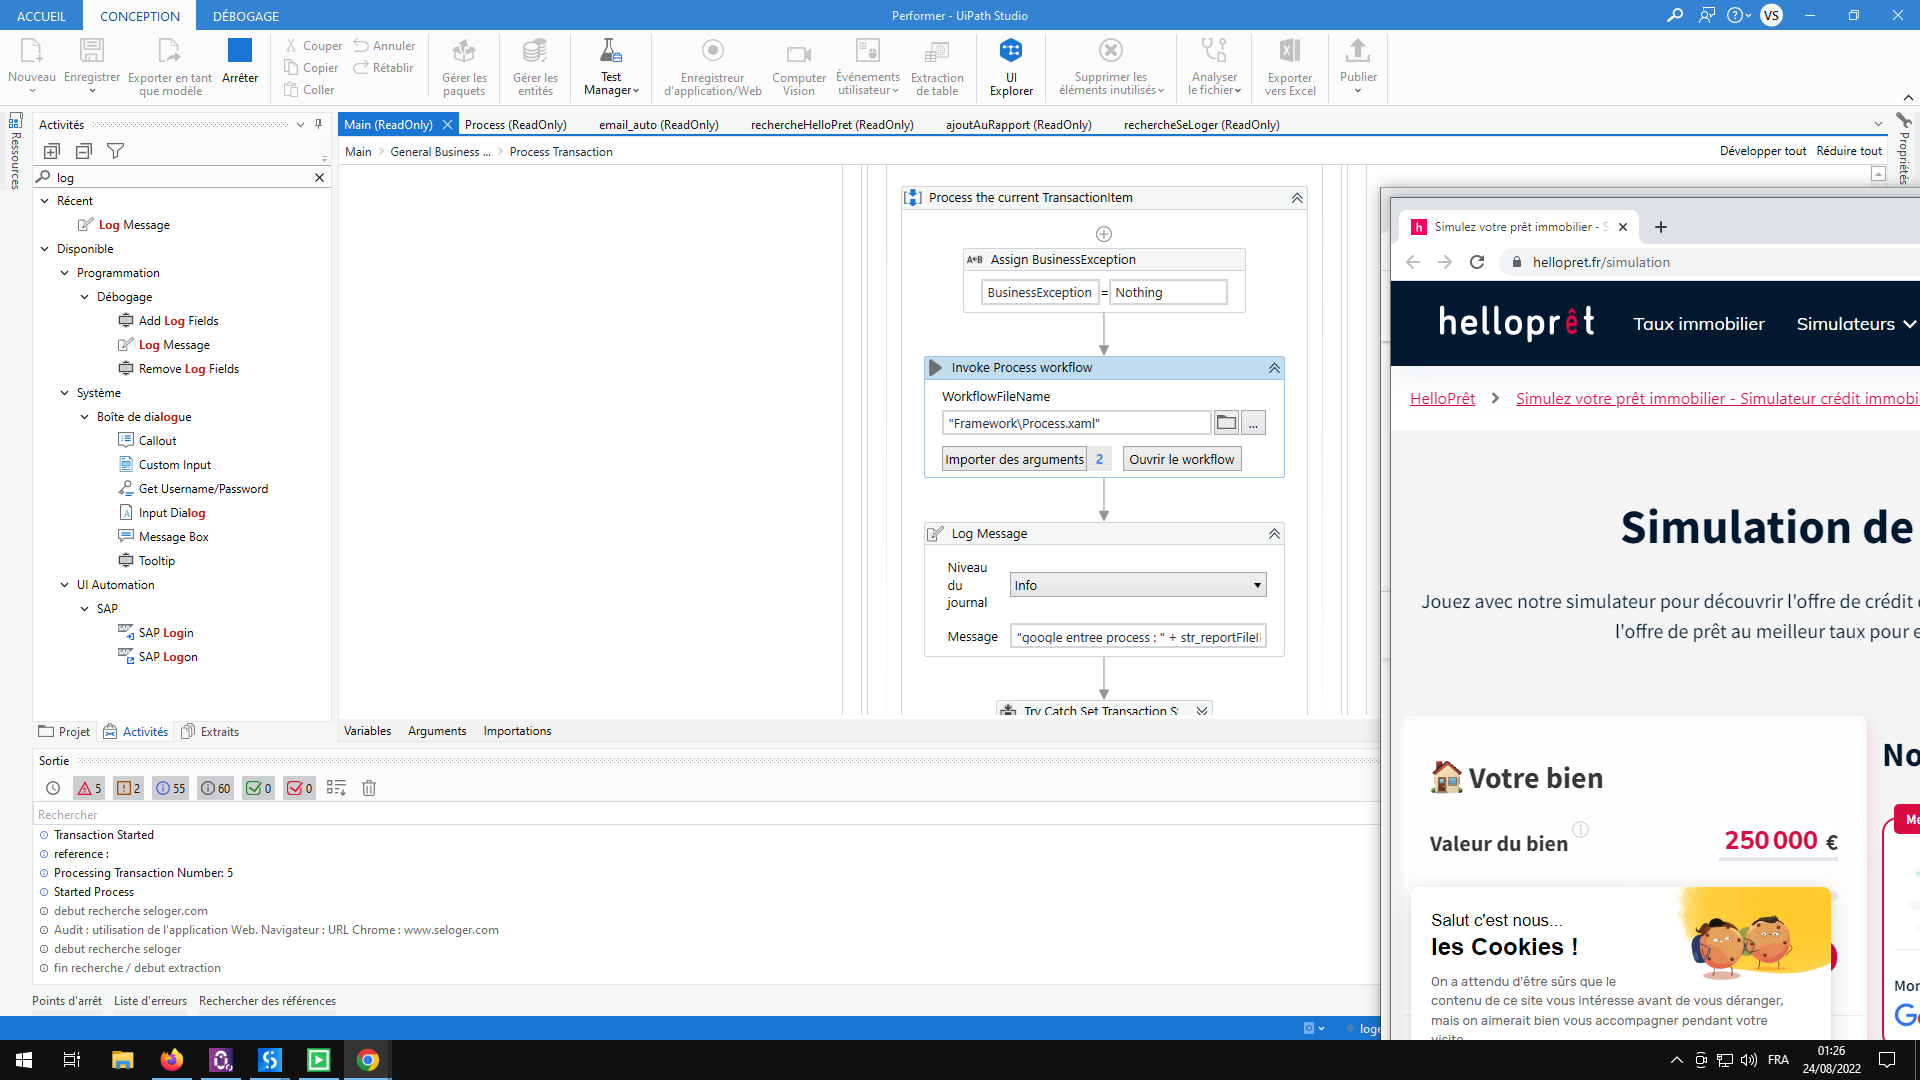 ACCUEIL CONCEPTION DÉBOGAGE Performer - UiPath Studio VS
Nouveau Enregistrer Exporter en tant que modèle Arrêter
Couper Annuler
Copier Rétablir
Coller
Gérer les paquets
Gérer les entités
Test Manager
Enregistreur d'application/Web
Computer Vision
Événements utilisateur
Extraction de table
UI Explorer
Supprimer les éléments inutilisés
Analyser le fichier
Exporter vers Excel
Publier
Ressources
Activités
log
Récent
Log Message
Disponible
Programmation
Débogage
Add Log Fields
Log Message
Remove Log Fields
Système
Boîte de dialogue
Callout
Custom Input
Get Username/Password
Input Dialog
Message Box
Tooltip
UI Automation
SAP
SAP Login
SAP Logon
Projet Activités Extraits
Main (ReadOnly) Process (ReadOnly) email_auto (ReadOnly) rechercheHelloPret (ReadOnly) ajoutAuRapport (ReadOnly) rechercheSeLoger (ReadOnly)
Main General Business ... Process Transaction Développer tout Réduire tout
Propriétés
Process the current TransactionItem
A*B Assign BusinessException
BusinessException = Nothing
Invoke Process workflow
WorkflowFileName
"Framework\Process.xaml" ...
Importer des arguments 2 Ouvrir le workflow
Log Message
Niveau du journal Info
Message "google entree process : " + str_reportFileI
Try Catch Set Transaction St
Variables Arguments Importations
Sortie
5 2 55 60 0 0
Rechercher
Transaction Started
reference :
Processing Transaction Number: 5
Started Process
debut recherche seloger.com
Audit : utilisation de l'application Web. Navigateur : URL Chrome : www.seloger.com
debut recherche seloger
fin recherche / debut extraction
Points d'arrêt Liste d'erreurs Rechercher des références
loge
h Simulez votre prêt immobilier - S
hellopret.fr/simulation
helloprêt Taux immobilier Simulateurs
HelloPrêt Simulez votre prêt immobilier - Simulateur crédit immobi
Simulation de
Jouez avec notre simulateur pour découvrir l'offre de crédit
l'offre de prêt au meilleur taux pour e
Votre bien
Valeur du bien 250 000 €
No
Me
Salut c'est nous...
les Cookies !
On a attendu d'être sûrs que le
contenu de ce site vous intéresse avant de vous déranger,
mais on aimerait bien vous accompagner pendant votre
visite...
Mor
Go
FRA
01:26
24/08/2022